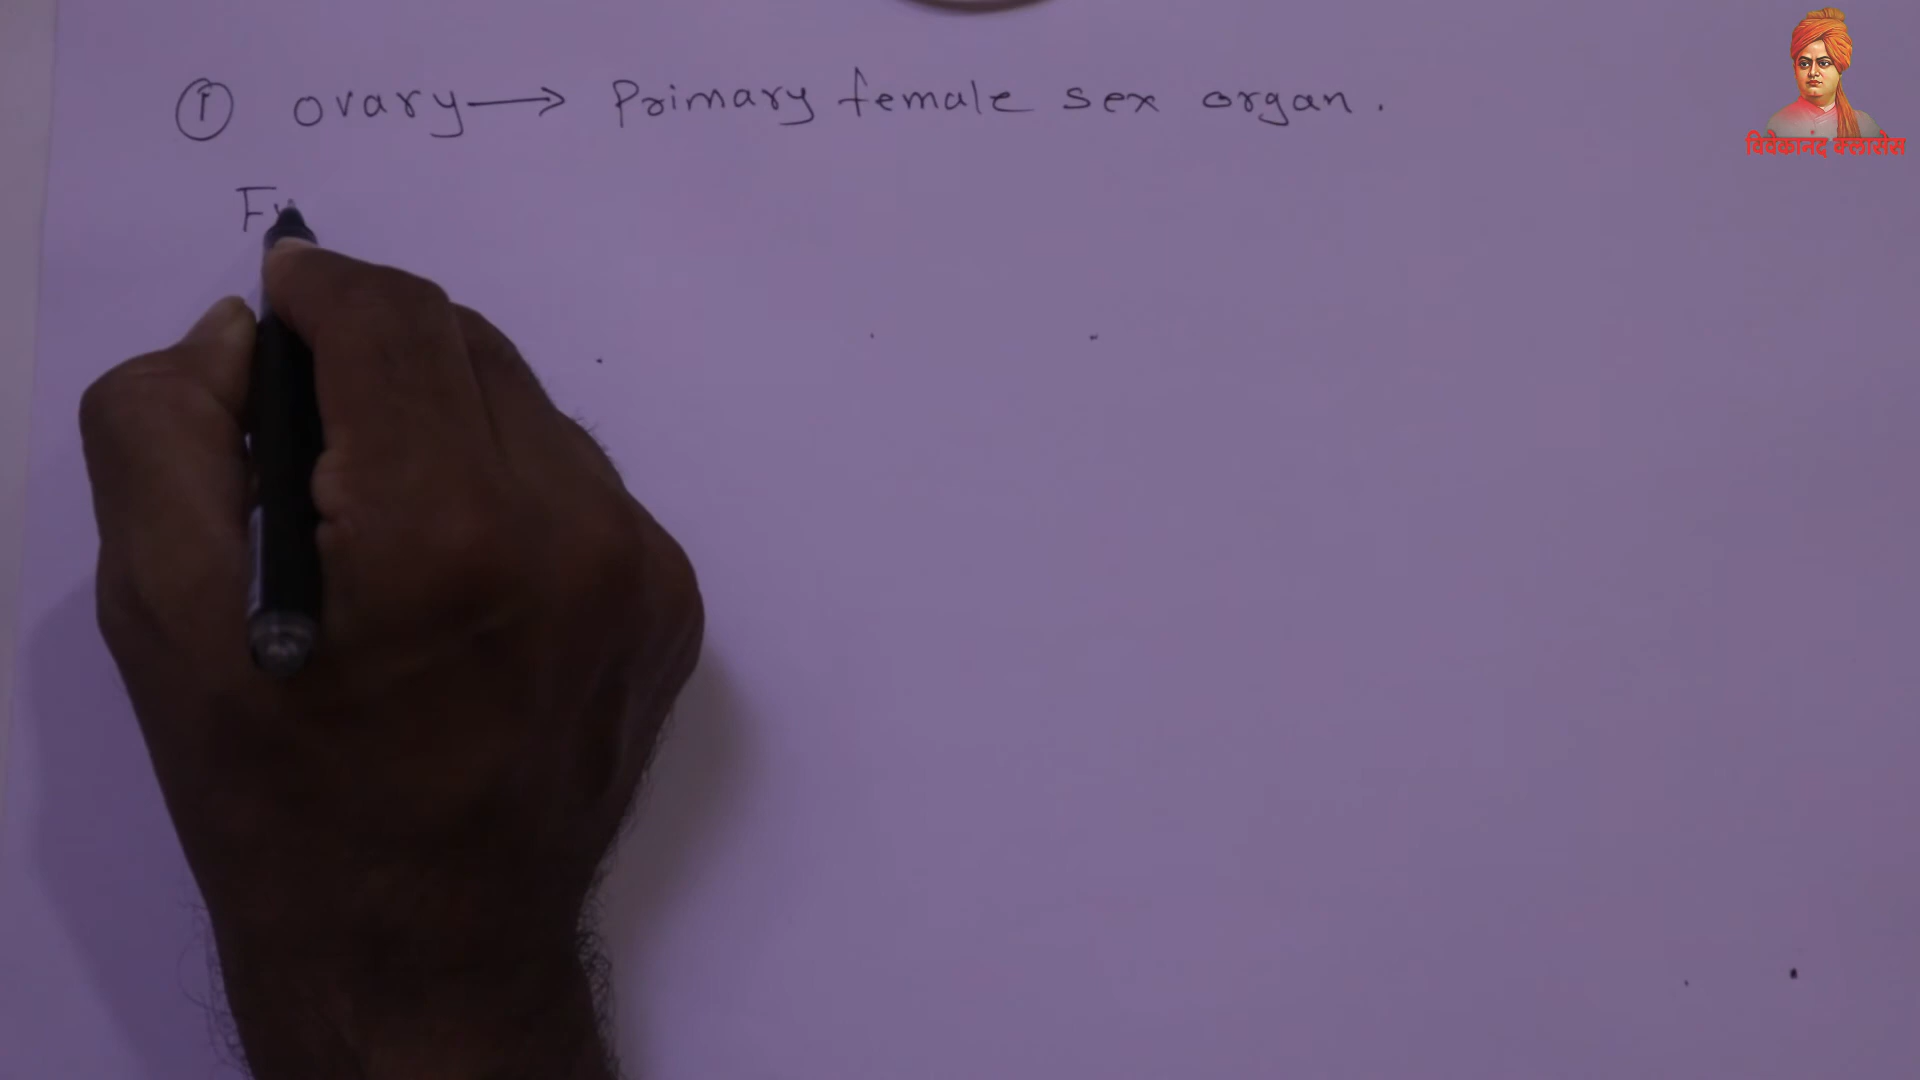 ① ovary → Primary female sex organ.
विवेकानंद क्लासेस